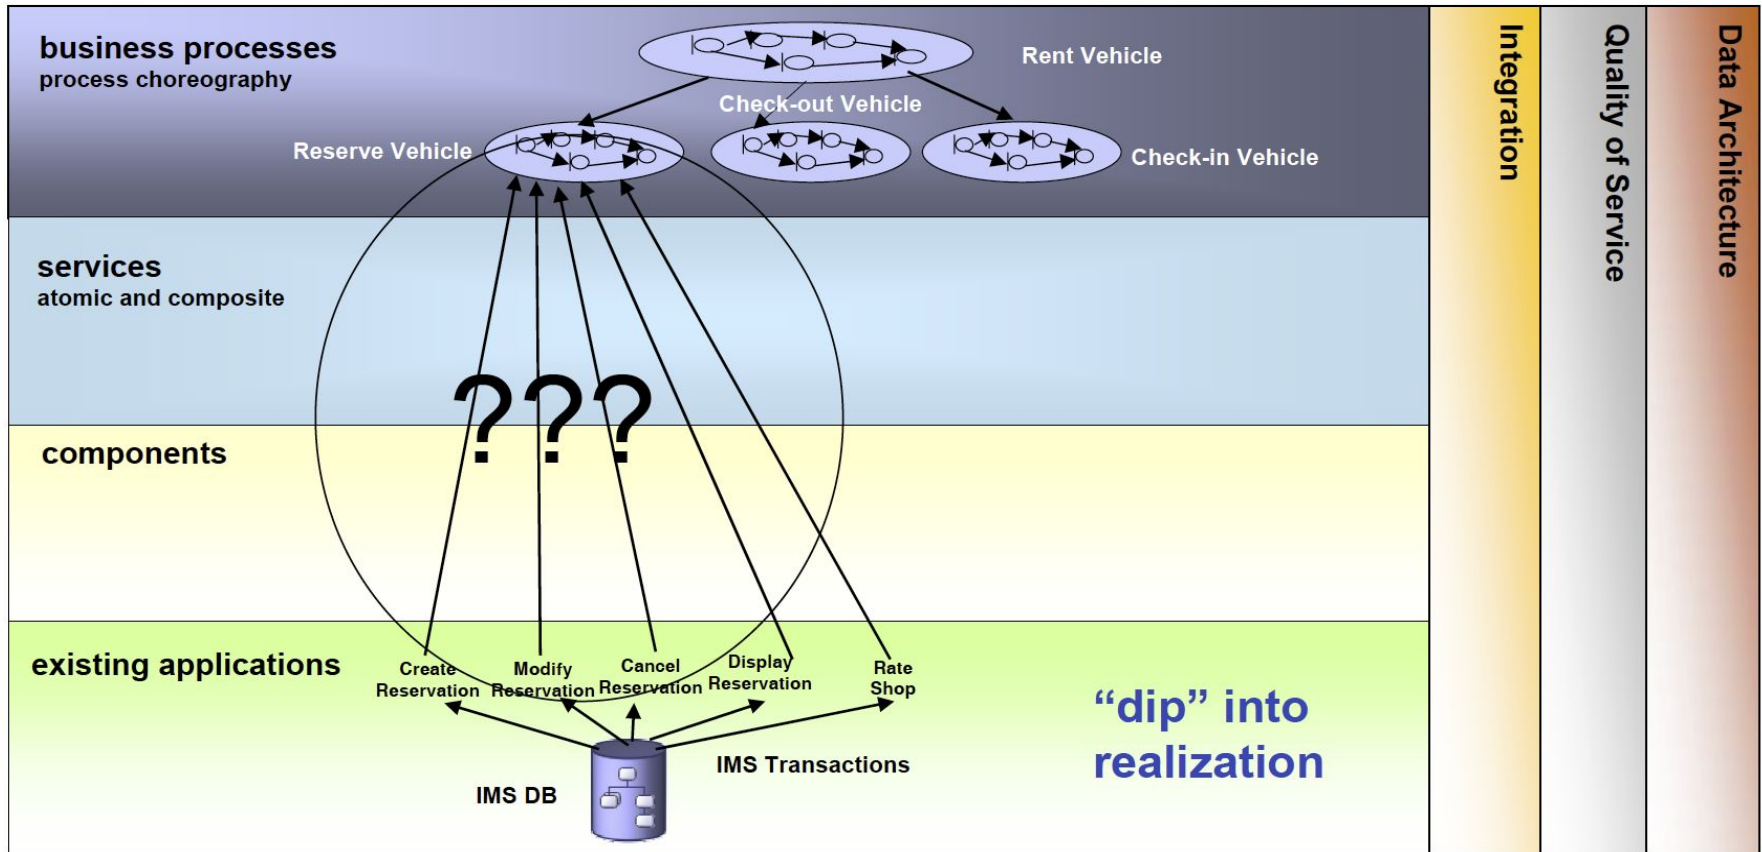 business processes
process choreography
Rent Vehicle
Check-out Vehicle
Reserve Vehicle
Check-in Vehicle
services
atomic and composite
???
components
existing applications
Create
Reservation
Modify
Reservation
Cancel
Reservation
Display
Reservation
Rate
Shop
IMS DB
IMS Transactions
“dip” into
realization
Integration
Quality of Service
Data Architecture